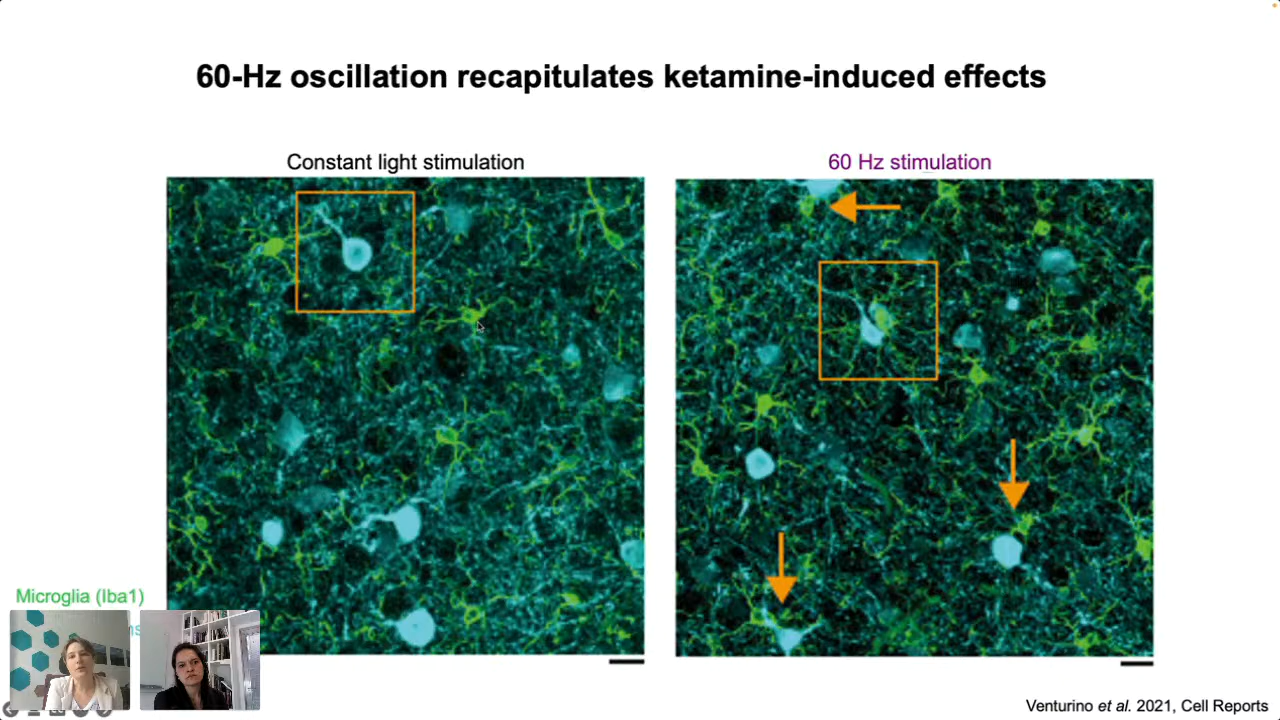 60-Hz oscillation recapitulates ketamine-induced effects
Constant light stimulation
60 Hz stimulation
Microglia (Iba1)
Venturino et al. 2021, Cell Reports